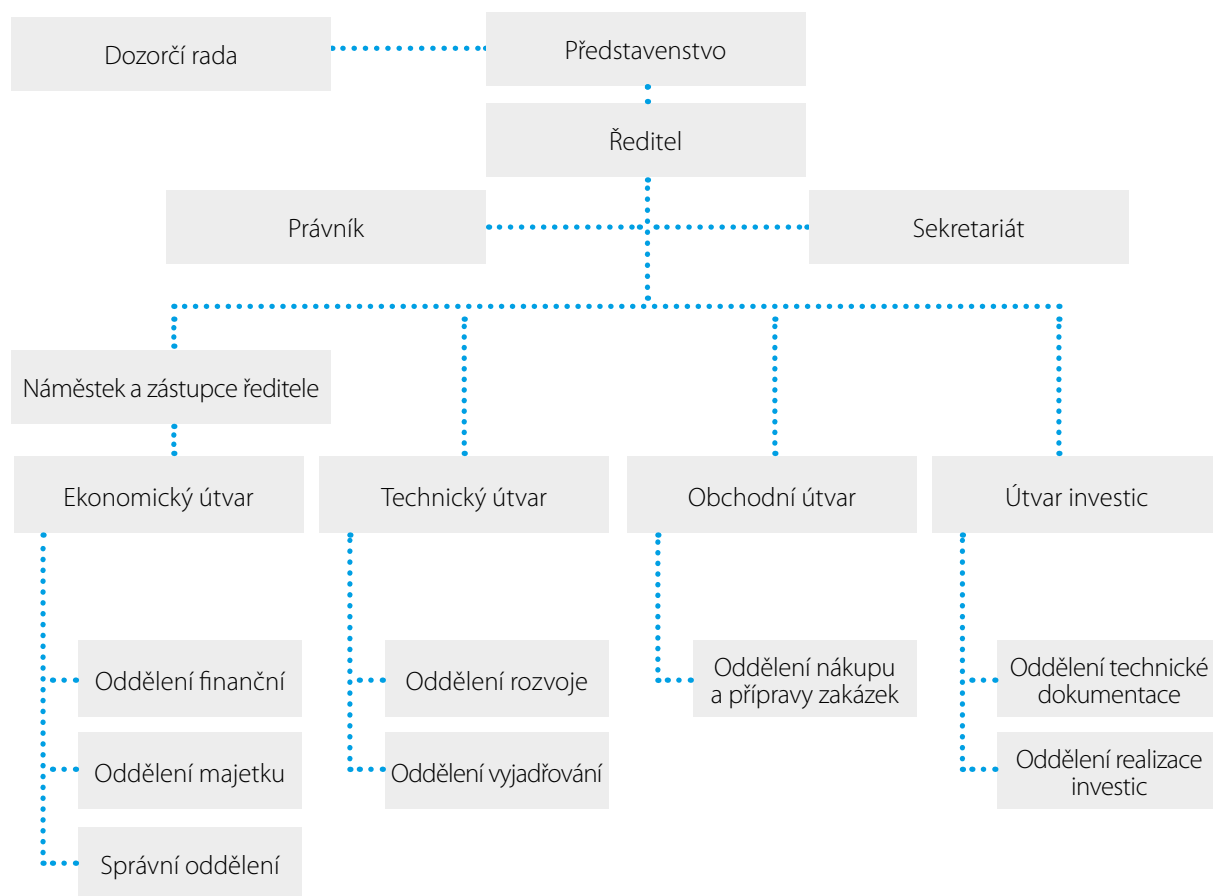 Dozorčí rada
Představenstvo
Ředitel
Právník
Sekretariát
Náměstek a zástupce ředitele
Ekonomický útvar
Technický útvar
Obchodní útvar
Útvar investic
Oddělení finanční
Oddělení rozvoje
Oddělení nákupu
a přípravy zakázek
Oddělení technické
dokumentace
Oddělení majetku
Oddělení vyjadřování
Oddělení realizace
investic
Správní oddělení